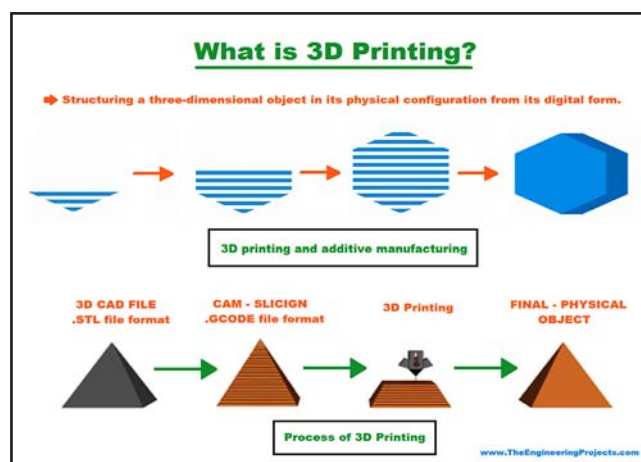 What is 3D Printing?
Structuring a three-dimensional object in its physical configuration from its digital form.
3D printing and additive manufacturing
3D CAD FILE
.STL file format
CAM - SLICIGN
.GCODE file format
3D Printing
FINAL - PHYSICAL
OBJECT
Process of 3D Printing
www.TheEngineeringProjects.com